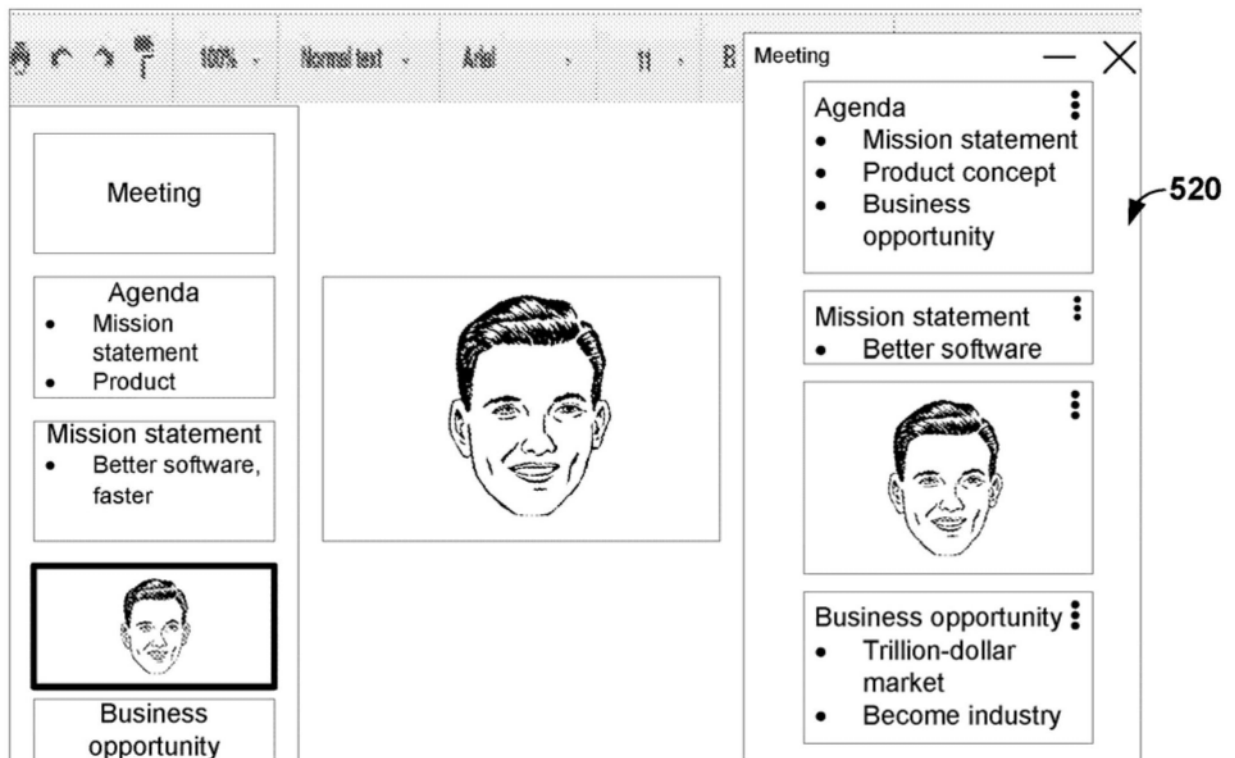 100%
Normal text
Arial
11
B
Meeting
Agenda
• Mission
statement
• Product
Mission statement
• Better software,
faster
Business
opportunity
Meeting
Agenda
• Mission statement
• Product concept
• Business
opportunity
Mission statement
• Better software
Business opportunity
• Trillion-dollar
market
• Become industry
520